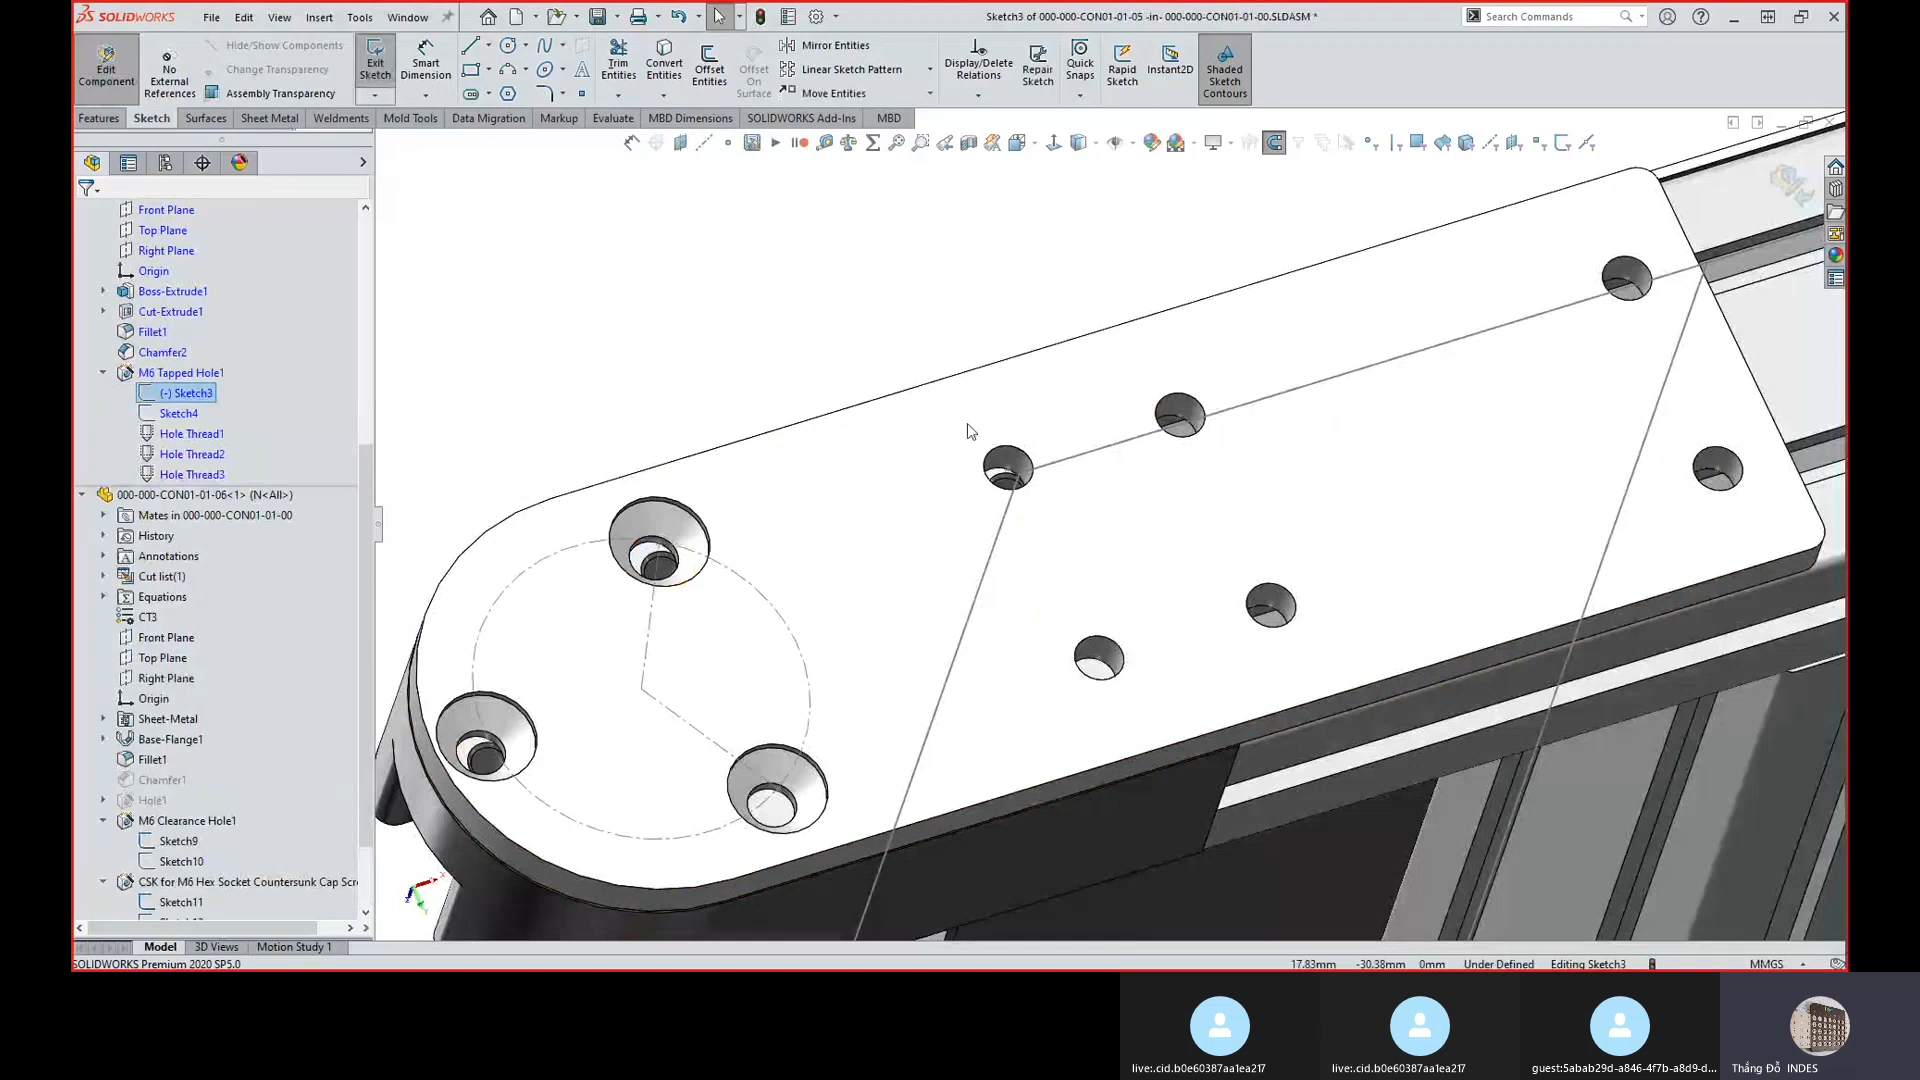 SOLIDWORKS File Edit View Insert Tools Window Sketch3 of 000-000-CON01-01-05 -in- 000-000-CON01-01-00.SLDASM * Search Commands
Edit Component
No External References
Hide/Show Components
Change Transparency
Assembly Transparency
Exit Sketch
Smart Dimension
Trim Entities
Convert Entities
Offset Entities
Offset On Surface
Mirror Entities
Linear Sketch Pattern
Move Entities
Display/Delete Relations
Repair Sketch
Quick Snaps
Rapid Sketch
Instant2D
Shaded Sketch Contours
Features Sketch Surfaces Sheet Metal Weldments Mold Tools Data Migration Markup Evaluate MBD Dimensions SOLIDWORKS Add-Ins MBD
Front Plane
Top Plane
Right Plane
Origin
Boss-Extrude1
Cut-Extrude1
Fillet1
Chamfer2
M6 Tapped Hole1
(-) Sketch3
Sketch4
Hole Thread1
Hole Thread2
Hole Thread3
000-000-CON01-01-06<1> (N<All>)
Mates in 000-000-CON01-01-00
History
Annotations
Cut list(1)
Equations
CT3
Front Plane
Top Plane
Right Plane
Origin
Sheet-Metal
Base-Flange1
Fillet1
Chamfer1
Hole1
M6 Clearance Hole1
Sketch9
Sketch10
CSK for M6 Hex Socket Countersunk Cap Scre
Sketch11
Model 3D Views Motion Study 1
SOLIDWORKS Premium 2020 SP5.0 17.83mm -30.38mm 0mm Under Defined Editing Sketch3 MMGS
live:.cid.b0e60387aa1ea217 live:.cid.b0e60387aa1ea217 guest:5abab29d-a846-4f7b-a8d9-d... Thắng Đỗ INDES